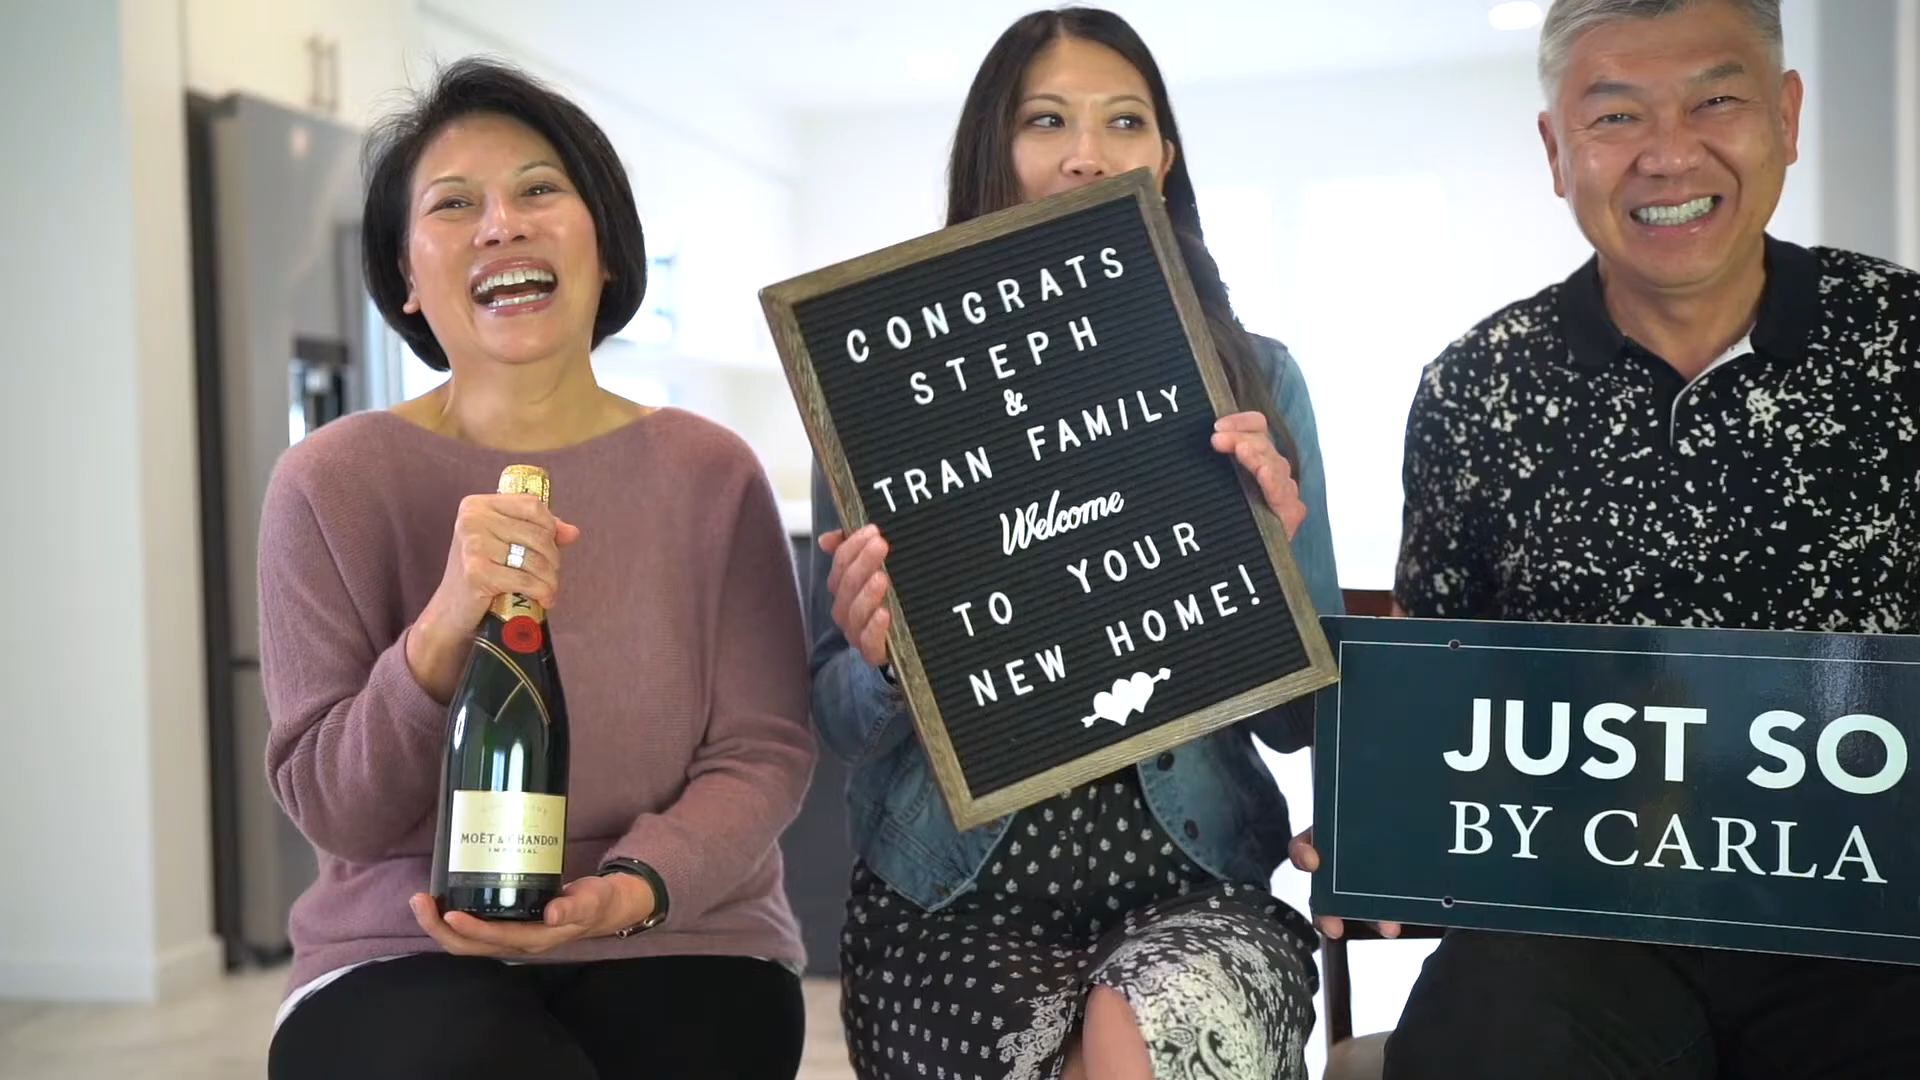 CONGRATS
STEPH
&
TRAN FAMILY
Welcome
TO YOUR
NEW HOME!
JUST SO
BY CARLA
MOËT & CHANDON
IMPERIAL
BRUT